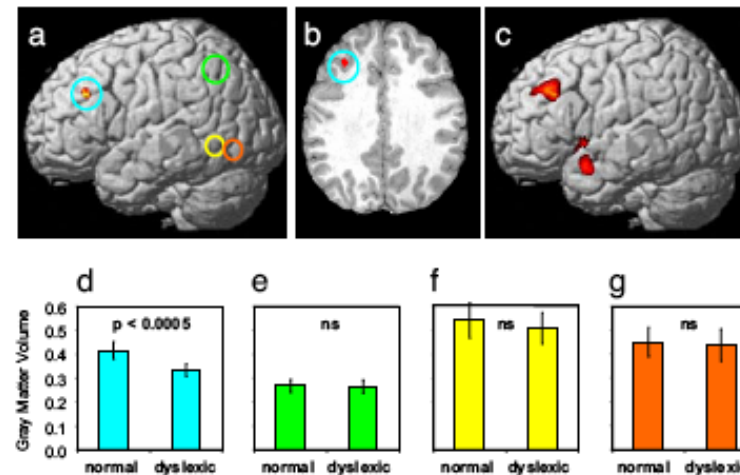 a b c
d e f g
Gray Matter Volume
0.6
0.5
0.4
0.3
0.2
0.1
0.0
p < 0.0005
ns
ns
ns
normal dyslexic
normal dyslexic
normal dyslexic
normal dyslexic